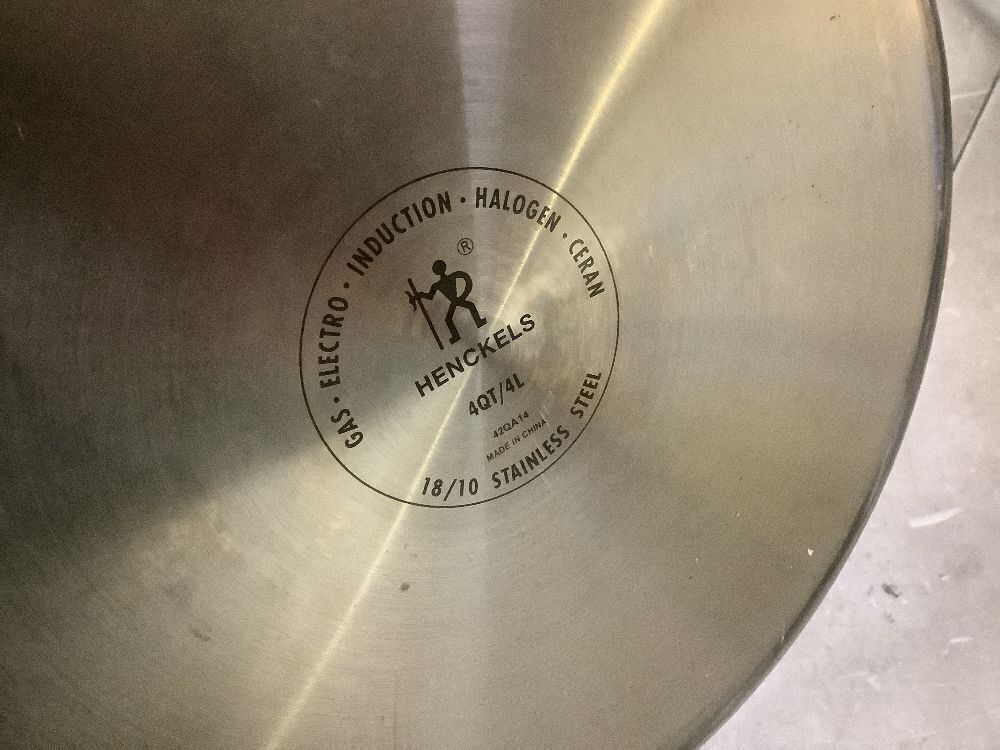 GAS · ELECTRO · INDUCTION · HALOGEN · CERAN
®
HENCKELS
4QT/4L
42QA14
MADE IN CHINA
18/10 STAINLESS STEEL